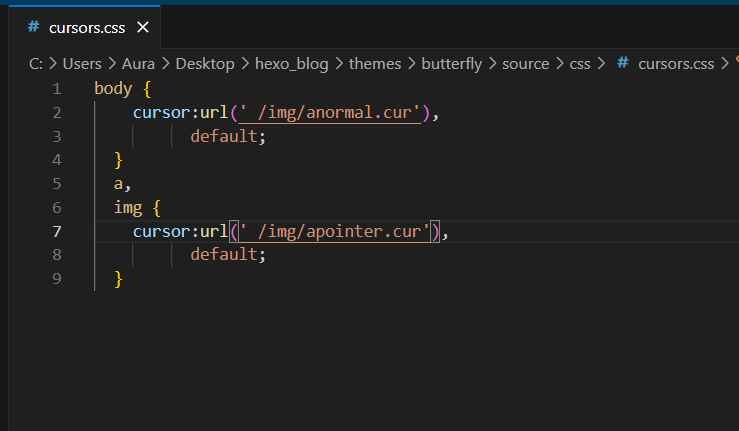 # cursors.css ×
C: > Users > Aura > Desktop > hexo_blog > themes > butterfly > source > css > # cursors.css >
1 body {
2 cursor:url(' /img/anormal.cur'),
3 default;
4 }
5 a,
6 img {
7 cursor:url(' /img/apointer.cur'),
8 default;
9 }